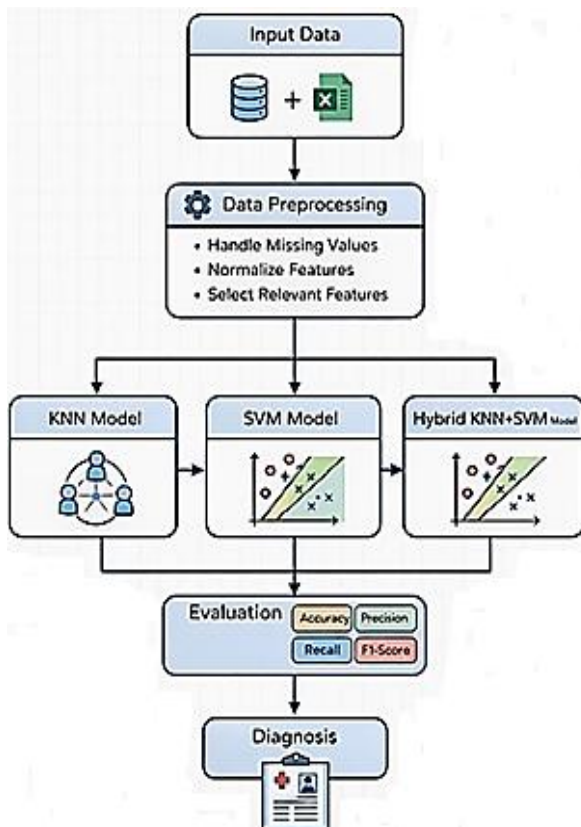 Input Data
+
X
Data Preprocessing
• Handle Missing Values
• Normalize Features
• Select Relevant Features
KNN Model
SVM Model
Hybrid KNN+SVM Model
Evaluation
Accuracy
Precision
Recall
F1-Score
Diagnosis